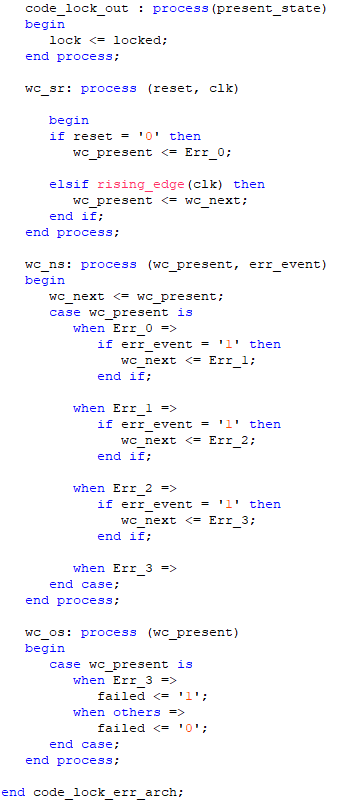 code_lock_out : process(present_state)
begin
lock <= locked;
end process;
wc_sr: process (reset, clk)
begin
if reset = '0' then
wc_present <= Err_0;
elsif rising_edge(clk) then
wc_present <= wc_next;
end if;
end process;
wc_ns: process (wc_present, err_event)
begin
wc_next <= wc_present;
case wc_present is
when Err_0 =>
if err_event = '1' then
wc_next <= Err_1;
end if;
when Err_1 =>
if err_event = '1' then
wc_next <= Err_2;
end if;
when Err_2 =>
if err_event = '1' then
wc_next <= Err_3;
end if;
when Err_3 =>
end case;
end process;
wc_os: process (wc_present)
begin
case wc_present is
when Err_3 =>
failed <= '1';
when others =>
failed <= '0';
end case;
end process;
end code_lock_err_arch;